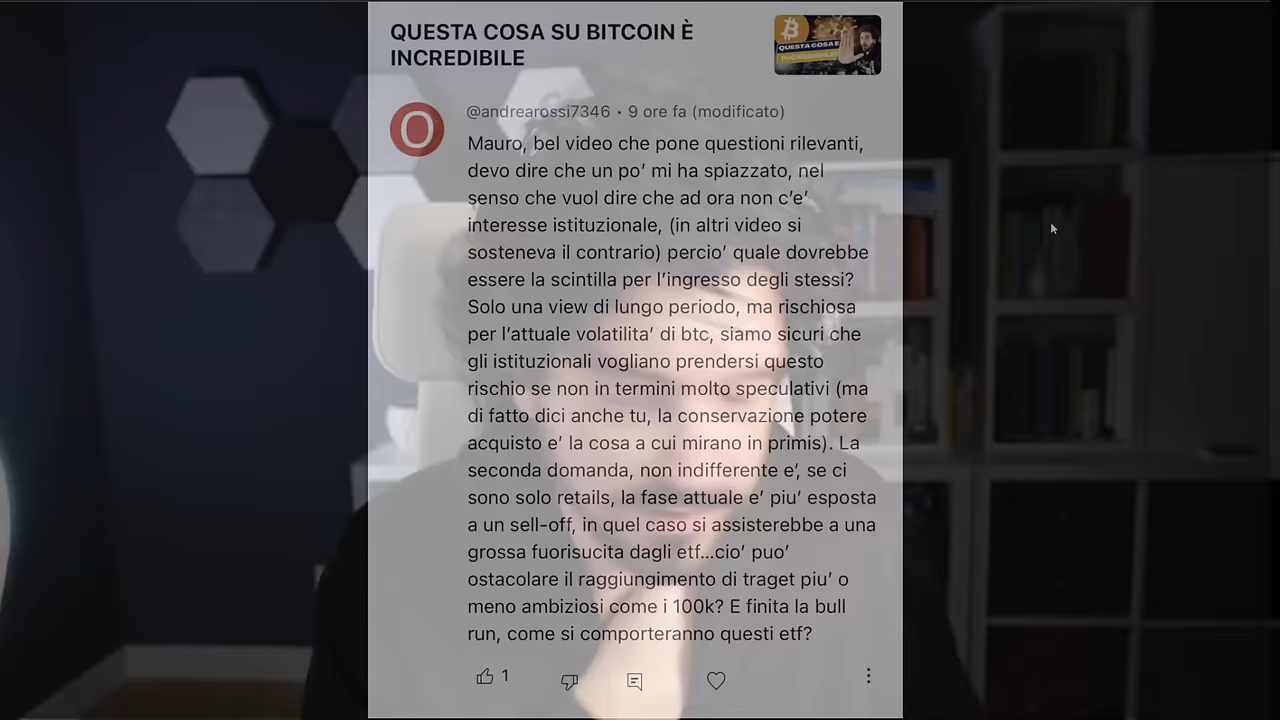 QUESTA COSA SU BITCOIN È
INCREDIBILE
QUESTA COSA È
INCREDIBILE
@andrearossi7346 • 9 ore fa (modificato)
Mauro, bel video che pone questioni rilevanti,
devo dire che un po’ mi ha spiazzato, nel
senso che vuol dire che ad ora non c’e’
interesse istituzionale, (in altri video si
sosteneva il contrario) percio’ quale dovrebbe
essere la scintilla per l’ingresso degli stessi?
Solo una view di lungo periodo, ma rischiosa
per l’attuale volatilita’ di btc, siamo sicuri che
gli istituzionali vogliano prendersi questo
rischio se non in termini molto speculativi (ma
di fatto dici anche tu, la conservazione potere
acquisto e’ la cosa a cui mirano in primis). La
seconda domanda, non indifferente e’, se ci
sono solo retails, la fase attuale e’ piu’ esposta
a un sell-off, in quel caso si assisterebbe a una
grossa fuorisucita dagli etf...cio’ puo’
ostacolare il raggiungimento di traget piu’ o
meno ambiziosi come i 100k? E finita la bull
run, come si comporteranno questi etf?
1